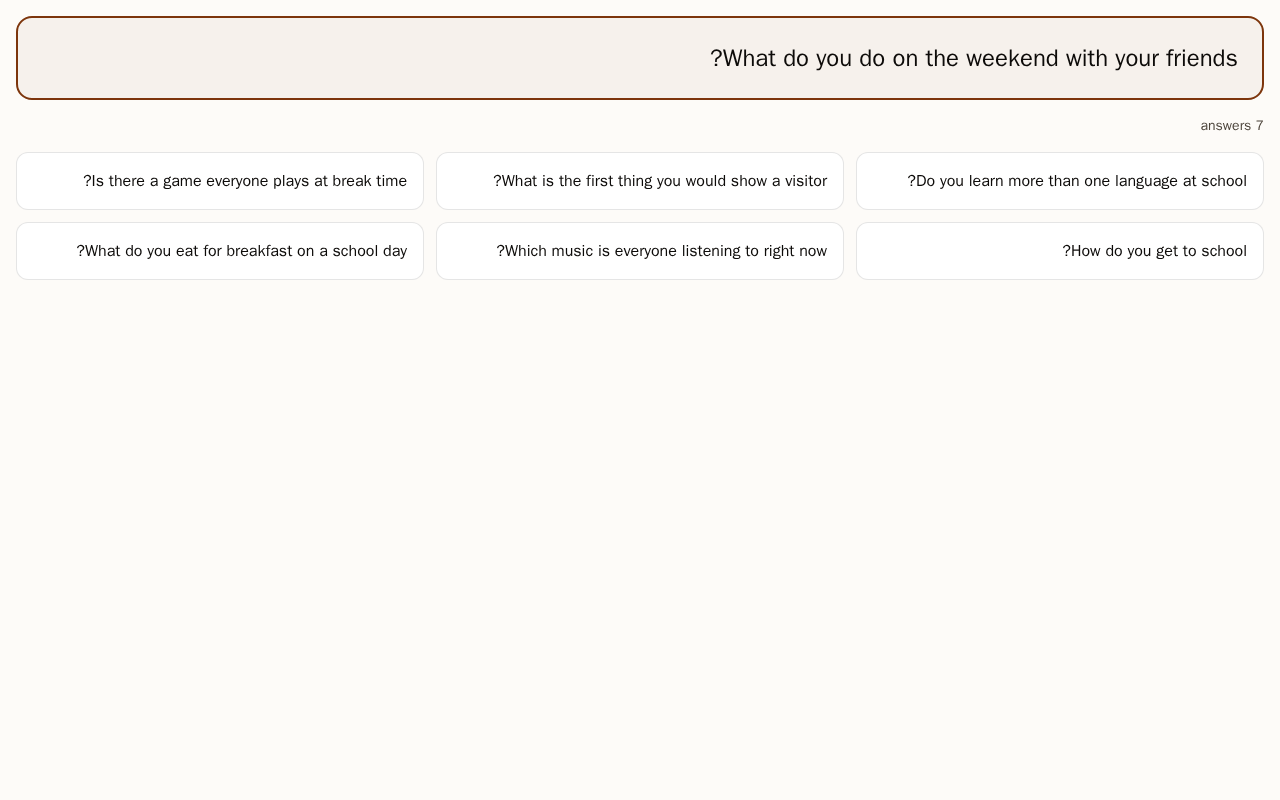 ?What do you do on the weekend with your friends
answers 7
?Do you learn more than one language at school
?What is the first thing you would show a visitor
?Is there a game everyone plays at break time
?How do you get to school
?Which music is everyone listening to right now
?What do you eat for breakfast on a school day